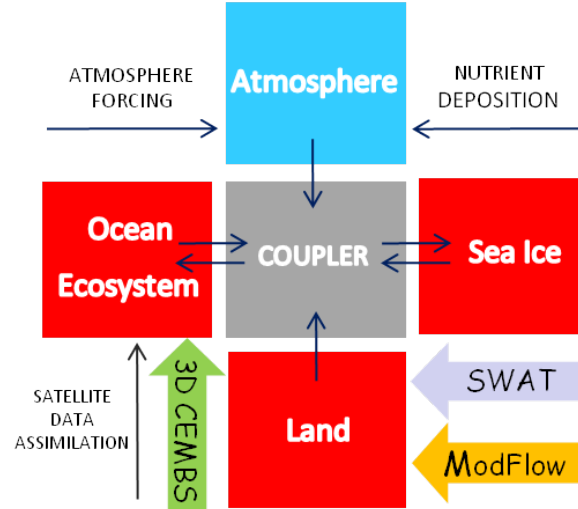 ATMOSPHERE
FORCING
Atmosphere
NUTRIENT
DEPOSITION
Ocean
Ecosystem
COUPLER
Sea Ice
SATELLITE
DATA
ASSIMILATION
3D CEMBS
Land
SWAT
ModFlow